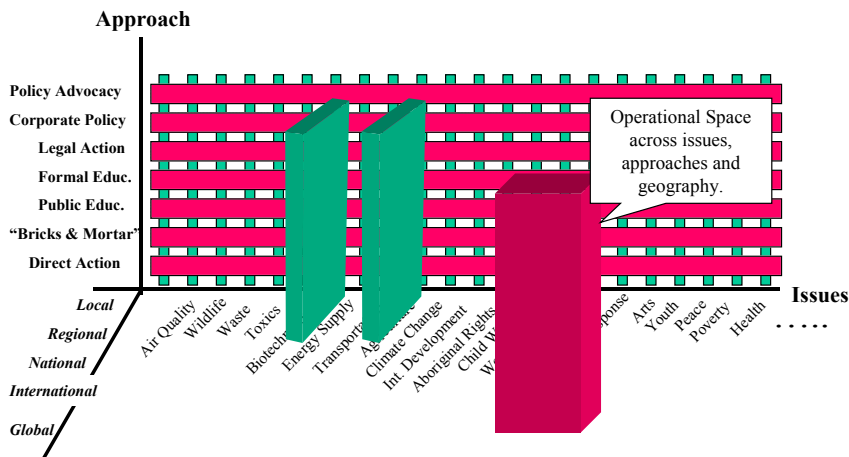 Approach
Policy Advocacy
Corporate Policy
Legal Action
Formal Educ.
Public Educ.
“Bricks & Mortar”
Direct Action
Operational Space
across issues,
approaches and
geography.
Local
Regional
National
International
Global
Air Quality
Wildlife
Waste
Toxics
Energy Supply
Climate Change
Int. Development
Aboriginal Rights
Child
Arts
Youth
Peace
Poverty
Health
Issues
. . . . .